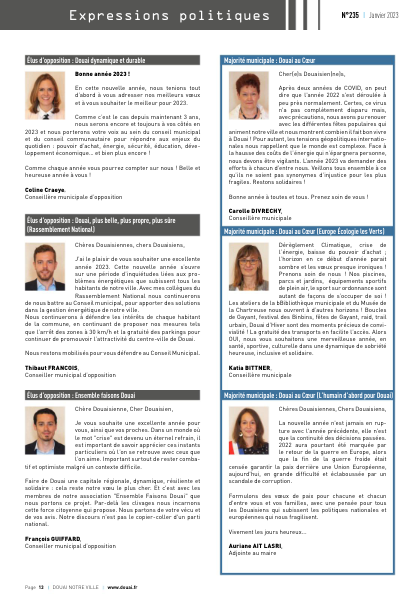 Expressions politiques
N°235 | Janvier 2023
Élus d'opposition : Douai dynamique et durable
Bonne année 2023 !
En cette nouvelle année, nous tenions tout
d'abord à vous adresser nos meilleurs vœux
et à vous souhaiter le meilleur pour 2023.
Comme c'est le cas depuis maintenant 3 ans,
nous serons encore et toujours à vos côtés en
2023 et nous porterons votre voix au sein du conseil municipal
et du conseil communautaire pour répondre aux enjeux du
quotidien : pouvoir d'achat, énergie, sécurité, éducation, déve-
loppement économique... et bien plus encore !
Comme chaque année vous pourrez compter sur nous ! Belle et
heureuse année à vous !
Coline Craeye,
Conseillère municipale d'opposition
Élus d'opposition : Douai, plus belle, plus propre, plus sûre
(Rassemblement National)
Chères Douaisiennes, chers Douaisiens,
J'ai le plaisir de vous souhaiter une excellente
année 2023. Cette nouvelle année s'ouvre
sur une période d'inquiétudes liées aux pro-
blèmes énergétiques que subissent tous les
habitants de notre ville. Avec mes collègues du
Rassemblement National nous continuerons
de nous battre au Conseil municipal, pour apporter des solutions
dans la gestion énergétique de notre ville.
Nous continuerons à défendre les intérêts de chaque habitant
de la commune, en continuant de proposer nos mesures tels
que l'arrêt des zones à 30 km/h et la gratuité des parkings pour
continuer de promouvoir l'attractivité du centre-ville de Douai.
Nous restons mobilisés pour vous défendre au Conseil Municipal.
Thibaut FRANCOIS,
Conseiller municipal d'opposition
Élus d'opposition : Ensemble faisons Douai
Chère Douaisienne, Cher Douaisien,
Je vous souhaite une excellente année pour
vous, ainsi que vos proches. Dans un monde où
le mot "crise" est devenu un éternel refrain, il
est important de savoir apprécier ces instants
particuliers où l'on se retrouve avec ceux que
l'on aime. Important surtout de rester comba-
tif et optimiste malgré un contexte difficile.
Faire de Douai une capitale régionale, dynamique, résiliente et
solidaire : cela reste notre vœu le plus cher. Et c'est avec les
membres de notre association "Ensemble Faisons Douai" que
nous portons ce projet. Par-delà les clivages nous incarnons
cette force citoyenne qui propose. Nous partons de votre vécu et
de vos avis. Notre discours n'est pas le copier-coller d'un parti
national.
François GUIFFARD,
Conseiller municipal d'opposition
Majorité municipale : Douai au Cœur
Cher(e)s Douaisien(ne)s,
Après deux années de COVID, on peut
dire que l'année 2022 s'est déroulée à
peu près normalement. Certes, ce virus
n'a pas complètement disparu mais,
avec précautions, nous avons pu renouer
avec les différentes fêtes populaires qui
animent notre ville et nous montrent combien il fait bon vivre
à Douai ! Pour autant, les tensions politiques internatio-
nales nous rappellent que le monde est complexe. Face à
la hausse des coûts de l'énergie qui n'épargnera personne,
nous devons être vigilants. L'année 2023 va demander des
efforts à chacun d'entre nous. Veillons tous ensemble à ce
qu'ils ne soient pas synonymes d'injustice pour les plus
fragiles. Restons solidaires !
Bonne année à toutes et tous. Prenez soin de vous !
Carolle DIVRECHY,
Conseillère municipale
Majorité municipale : Douai au Cœur (Europe Écologie les Verts)
Dérèglement Climatique, crise de
l'énergie, baisse du pouvoir d'achat ;
l'horizon en ce début d'année parait
sombre et les vœux presque ironiques !
Prenons soin de nous ! Nos piscines,
parcs et jardins, équipements sportifs
de plein air, le sport sur ordonnance sont
autant de façons de s'occuper de soi !
Les ateliers de la Bibliothèque municipale et du Musée de
la Chartreuse nous ouvrent à d'autres horizons ! Boucles
de Gayant, festival des Binbins, fêtes de Gayant, raid, trail
urbain, Douai d'Hiver sont des moments précieux de convi-
vialité ! La gratuité des transports en facilite l'accès. Alors
OUI, nous vous souhaitons une merveilleuse année, en
santé, sportive, culturelle dans une dynamique de sobriété
heureuse, inclusive et solidaire.
Katia BITTNER,
Conseillère municipale
Majorité municipale : Douai au Cœur (L'humain d'abord pour Douai)
Chères Douaisiennes, Chers Douaisiens,
La nouvelle année n'est jamais en rup-
ture avec l'année précédente, elle n'est
que la continuité des décisions passées.
2022 aura pourtant été marquée par
le retour de la guerre en Europe, alors
que la fin de la guerre froide était
censée garantir la paix derrière une Union Européenne,
aujourd'hui, en grande difficulté et éclaboussée par un
scandale de corruption.
Formulons des vœux de paix pour chacune et chacun
d'entre vous et vos familles, avec une pensée pour tous
les Douaisiens qui subissent les politiques nationales et
européennes qui nous fragilisent.
Vivement les jours heureux...
Auriane AIT LASRI,
Adjointe au maire
Page 12 | DOUAI NOTRE VILLE | www.douai.fr